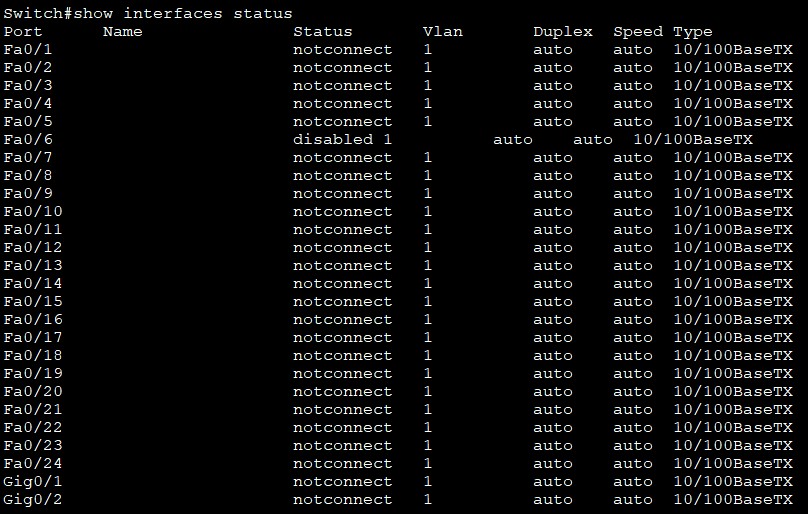 Switch#show interfaces status
Port      Name               Status       Vlan          Duplex  Speed Type
Fa0/1                        notconnect   1          auto    auto  10/100BaseTX
Fa0/2                        notconnect   1          auto    auto  10/100BaseTX
Fa0/3                        notconnect   1          auto    auto  10/100BaseTX
Fa0/4                        notconnect   1          auto    auto  10/100BaseTX
Fa0/5                        notconnect   1          auto    auto  10/100BaseTX
Fa0/6                        disabled 1          auto    auto  10/100BaseTX
Fa0/7                        notconnect   1          auto    auto  10/100BaseTX
Fa0/8                        notconnect   1          auto    auto  10/100BaseTX
Fa0/9                        notconnect   1          auto    auto  10/100BaseTX
Fa0/10                       notconnect   1          auto    auto  10/100BaseTX
Fa0/11                       notconnect   1          auto    auto  10/100BaseTX
Fa0/12                       notconnect   1          auto    auto  10/100BaseTX
Fa0/13                       notconnect   1          auto    auto  10/100BaseTX
Fa0/14                       notconnect   1          auto    auto  10/100BaseTX
Fa0/15                       notconnect   1          auto    auto  10/100BaseTX
Fa0/16                       notconnect   1          auto    auto  10/100BaseTX
Fa0/17                       notconnect   1          auto    auto  10/100BaseTX
Fa0/18                       notconnect   1          auto    auto  10/100BaseTX
Fa0/19                       notconnect   1          auto    auto  10/100BaseTX
Fa0/20                       notconnect   1          auto    auto  10/100BaseTX
Fa0/21                       notconnect   1          auto    auto  10/100BaseTX
Fa0/22                       notconnect   1          auto    auto  10/100BaseTX
Fa0/23                       notconnect   1          auto    auto  10/100BaseTX
Fa0/24                       notconnect   1          auto    auto  10/100BaseTX
Gig0/1                       notconnect   1          auto    auto  10/100BaseTX
Gig0/2                       notconnect   1          auto    auto  10/100BaseTX